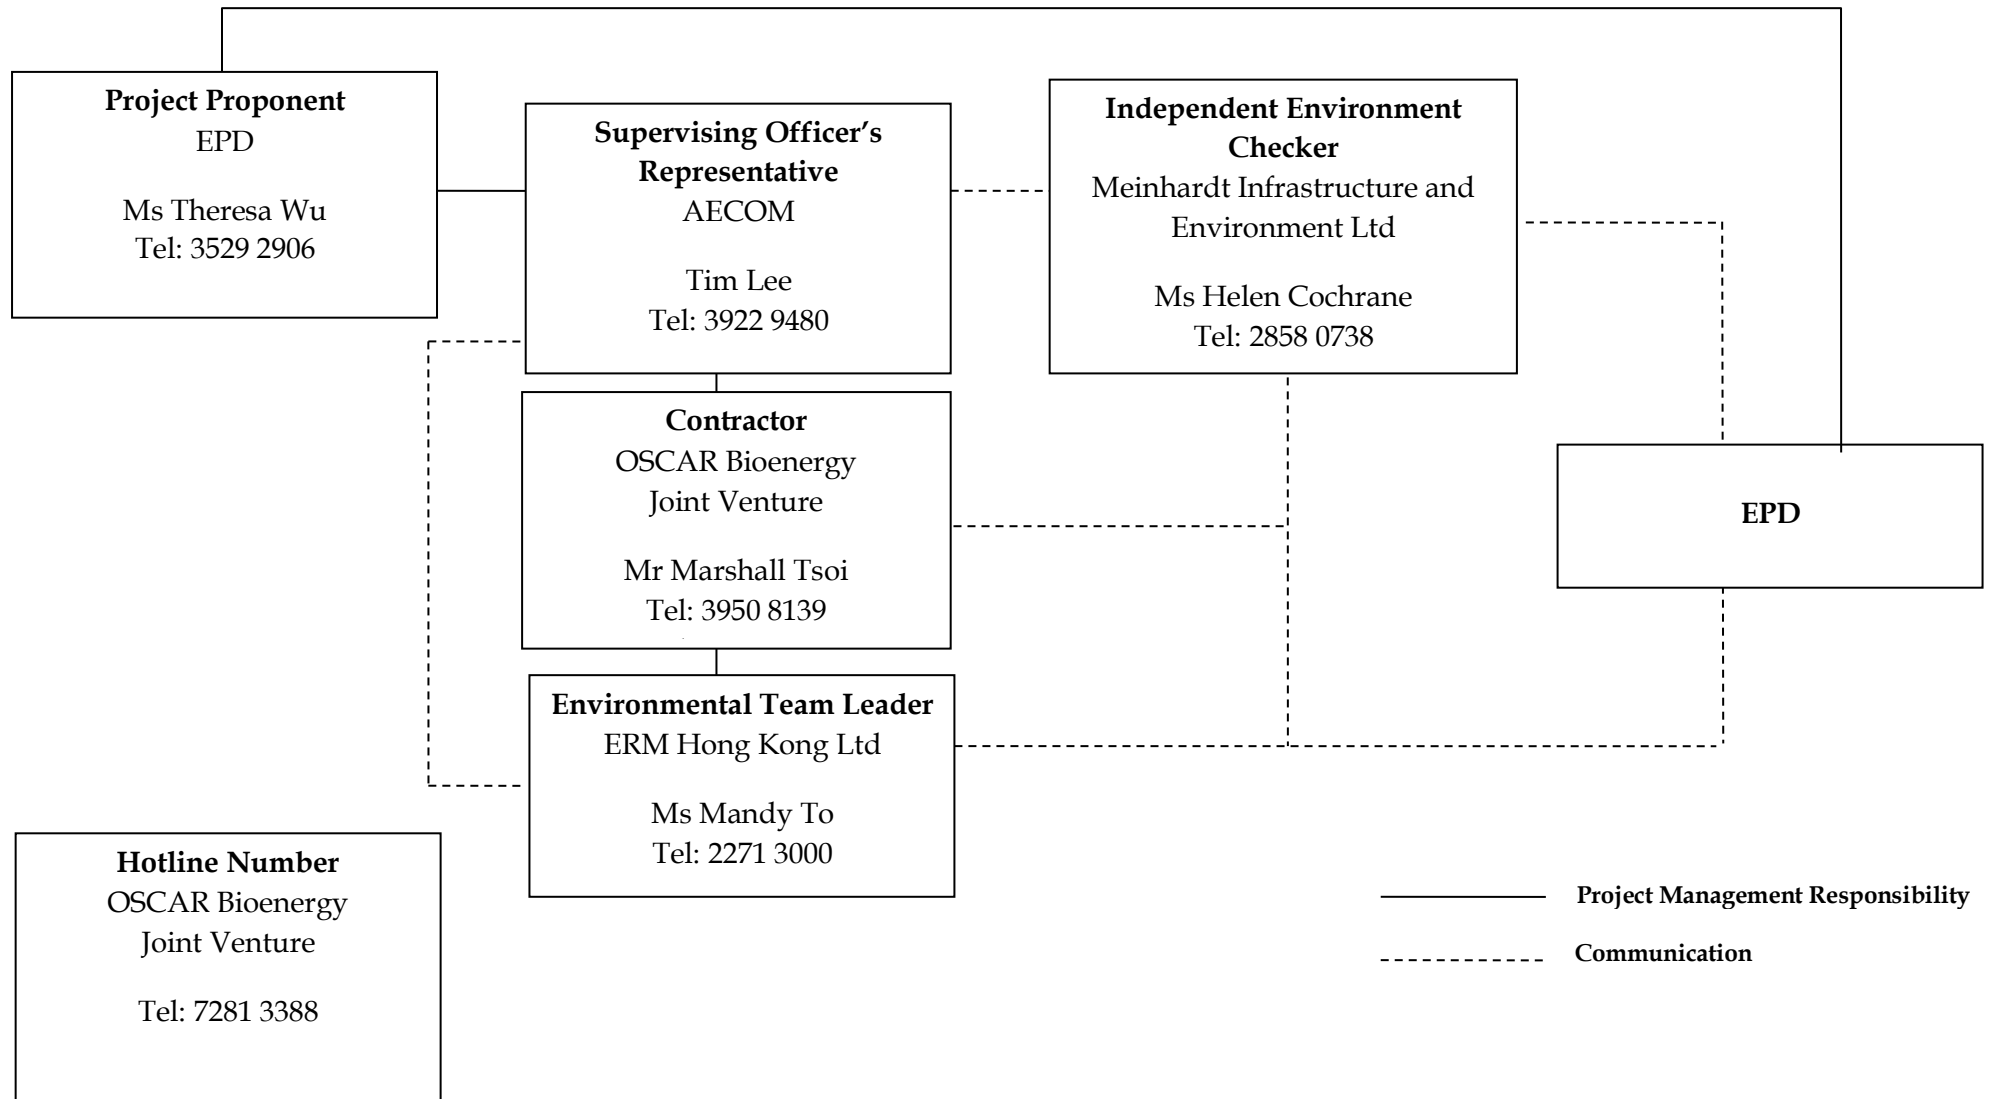 Project Proponent
EPD
Ms Theresa Wu
Tel: 3529 2906
Supervising Officer’s
Representative
AECOM
Tim Lee
Tel: 3922 9480
Independent Environment
Checker
Meinhardt Infrastructure and
Environment Ltd
Ms Helen Cochrane
Tel: 2858 0738
Contractor
OSCAR Bioenergy
Joint Venture
Mr Marshall Tsoi
Tel: 3950 8139
EPD
Environmental Team Leader
ERM Hong Kong Ltd
Ms Mandy To
Tel: 2271 3000
Hotline Number
OSCAR Bioenergy
Joint Venture
Tel: 7281 3388
Project Management Responsibility
Communication